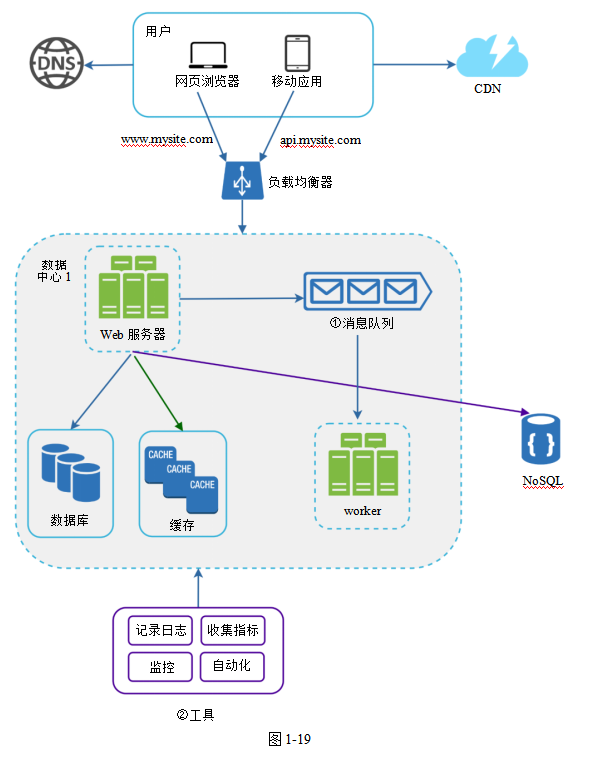 用户
DNS
网页浏览器
移动应用
CDN
www.mysite.com
api.mysite.com
负载均衡器
数据
中心 1
Web 服务器
①消息队列
数据库
CACHE
CACHE
CACHE
缓存
worker
{ }
NoSQL
记录日志
收集指标
监控
自动化
②工具
图 1-19